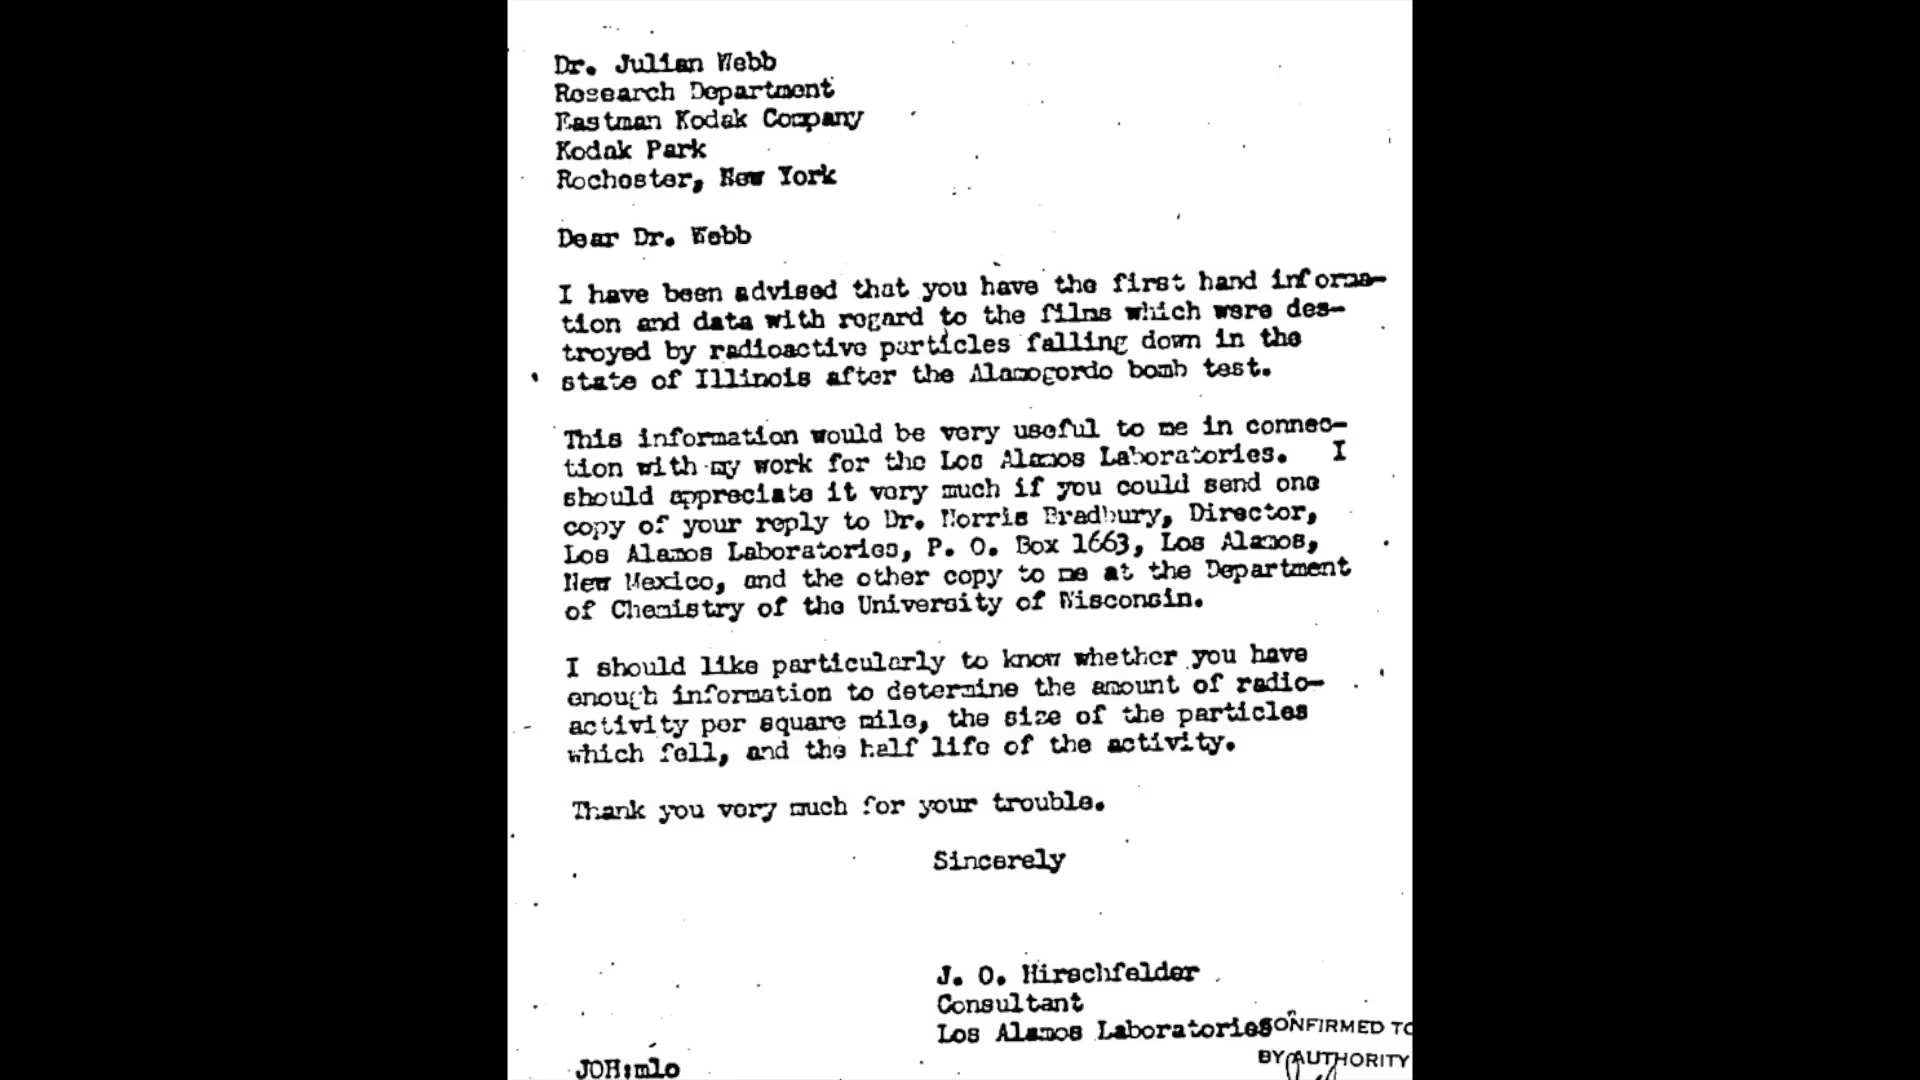 Dr. Julian Webb
Research Department
Eastman Kodak Company
Kodak Park
Rochester, New York
Dear Dr. Webb
I have been advised that you have the first hand informa-
tion and data with regard to the films which were des-
troyed by radioactive particles falling down in the
state of Illinois after the Alamogordo bomb test.
This information would be very useful to me in connec-
tion with my work for the Los Alamos Laboratories. I
should appreciate it very much if you could send one
copy of your reply to Dr. Norris Bradbury, Director,
Los Alamos Laboratories, P. O. Box 1663, Los Alamos,
New Mexico, and the other copy to me at the Department
of Chemistry of the University of Wisconsin.
I should like particularly to know whether you have
enough information to determine the amount of radio-
activity per square mile, the size of the particles
which fell, and the half life of the activity.
Thank you very much for your trouble.
Sincerely
J. O. Hirschfelder
Consultant
Los Alamos Laboratories
CONFIRMED TO
BY AUTHORITY
JOH:mlo